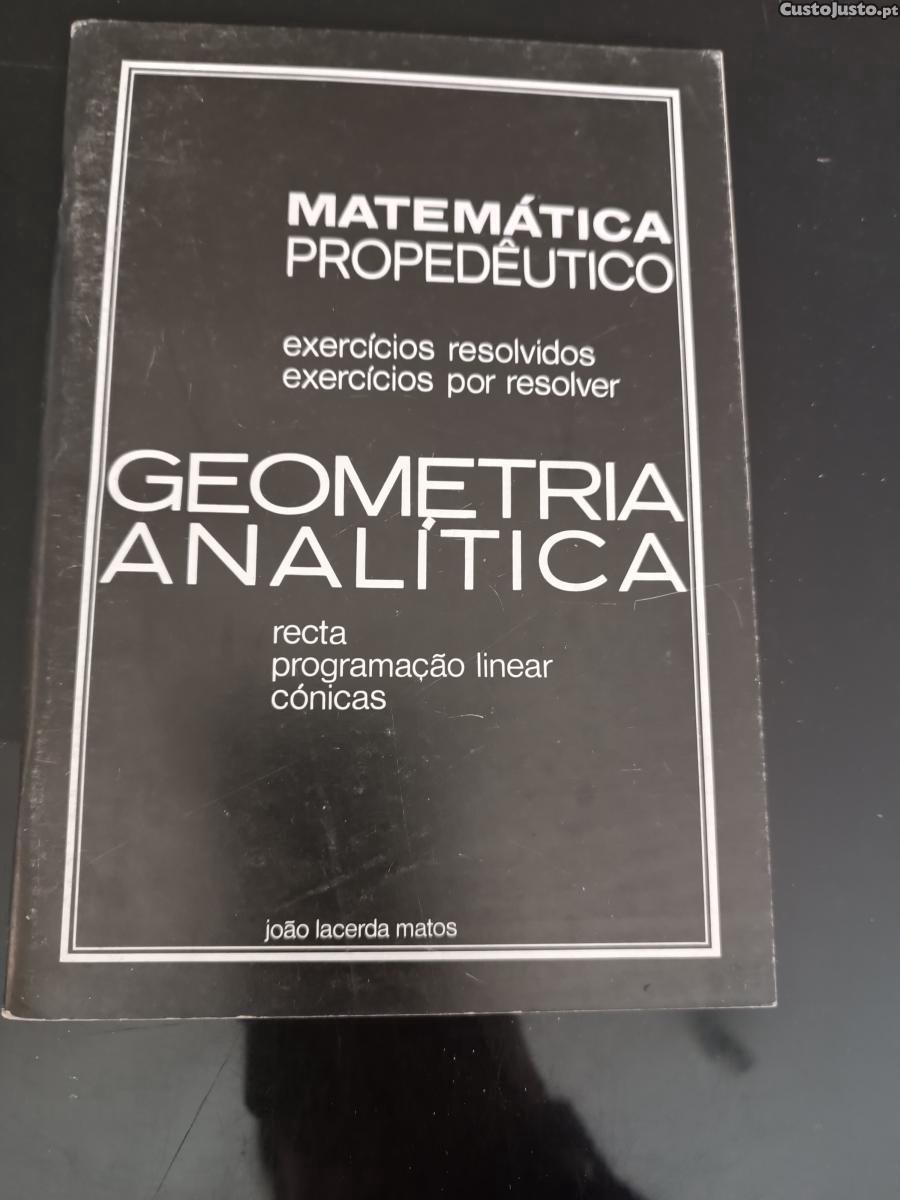 CustoJusto.pt
MATEMÁTICA
PROPEDÊUTICO
exercícios resolvidos
exercícios por resolver
GEOMETRIA
ANALÍTICA
recta
programação linear
cónicas
joão lacerda matos